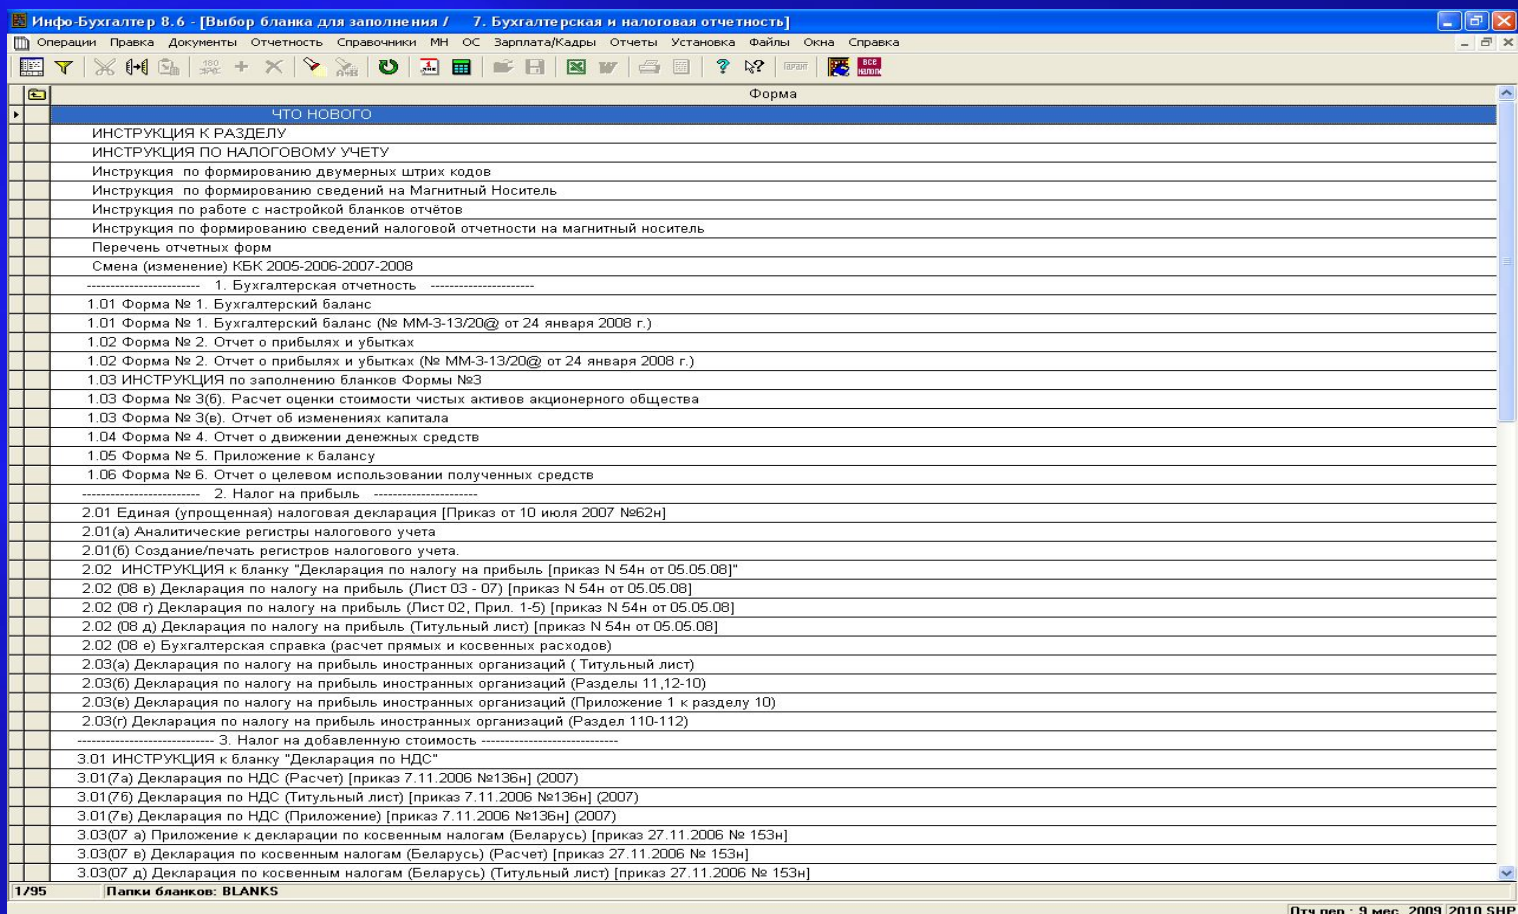 Инфо-Бухгалтер 8.6 - [Выбор бланка для заполнения / 7. Бухгалтерская и налоговая отчетность]
Операции Правка Документы Отчетность Справочники МН ОС Зарплата/Кадры Отчеты Установка Файлы Окна Справка
ВСЕ налоги
Форма
ЧТО НОВОГО
ИНСТРУКЦИЯ К РАЗДЕЛУ
ИНСТРУКЦИЯ ПО НАЛОГОВОМУ УЧЕТУ
Инструкция по формированию двумерных штрих кодов
Инструкция по формированию сведений на Магнитный Носитель
Инструкция по работе с настройкой бланков отчётов
Инструкция по формированию сведений налоговой отчетности на магнитный носитель
Перечень отчетных форм
Смена (изменение) КБК 2005-2006-2007-2008
------------------------ 1. Бухгалтерская отчетность ----------------------
1.01 Форма № 1. Бухгалтерский баланс
1.01 Форма № 1. Бухгалтерский баланс (№ ММ-3-13/20@ от 24 января 2008 г.)
1.02 Форма № 2. Отчет о прибылях и убытках
1.02 Форма № 2. Отчет о прибылях и убытках (№ ММ-3-13/20@ от 24 января 2008 г.)
1.03 ИНСТРУКЦИЯ по заполнению бланков Формы №3
1.03 Форма № 3(б). Расчет оценки стоимости чистых активов акционерного общества
1.03 Форма № 3(в). Отчет об изменениях капитала
1.04 Форма № 4. Отчет о движении денежных средств
1.05 Форма № 5. Приложение к балансу
1.06 Форма № 6. Отчет о целевом использовании полученных средств
------------------------- 2. Налог на прибыль ----------------------
2.01 Единая (упрощенная) налоговая декларация [Приказ от 10 июля 2007 №62н]
2.01(а) Аналитические регистры налогового учета
2.01(б) Создание/печать регистров налогового учета.
2.02 ИНСТРУКЦИЯ к бланку "Декларация по налогу на прибыль [приказ N 54н от 05.05.08]"
2.02 (08 в) Декларация по налогу на прибыль (Лист 03 - 07) [приказ N 54н от 05.05.08]
2.02 (08 г) Декларация по налогу на прибыль (Лист 02, Прил. 1-5) [приказ N 54н от 05.05.08]
2.02 (08 д) Декларация по налогу на прибыль (Титульный лист) [приказ N 54н от 05.05.08]
2.02 (08 е) Бухгалтерская справка (расчет прямых и косвенных расходов)
2.03(а) Декларация по налогу на прибыль иностранных организаций ( Титульный лист)
2.03(б) Декларация по налогу на прибыль иностранных организаций (Разделы 11,12-10)
2.03(в) Декларация по налогу на прибыль иностранных организаций (Приложение 1 к разделу 10)
2.03(г) Декларация по налогу на прибыль иностранных организаций (Раздел 110-112)
----------------------------- 3. Налог на добавленную стоимость -----------------------------
3.01 ИНСТРУКЦИЯ к бланку "Декларация по НДС"
3.01(7а) Декларация по НДС (Расчет) [приказ 7.11.2006 №136н] (2007)
3.01(7б) Декларация по НДС (Титульный лист) [приказ 7.11.2006 №136н] (2007)
3.01(7в) Декларация по НДС (Приложение) [приказ 7.11.2006 №136н] (2007)
3.03(07 а) Приложение к декларации по косвенным налогам (Беларусь) [приказ 27.11.2006 № 153н]
3.03(07 в) Декларация по косвенным налогам (Беларусь) (Расчет) [приказ 27.11.2006 № 153н]
3.03(07 д) Декларация по косвенным налогам (Беларусь) (Титульный лист) [приказ 27.11.2006 № 153н]
1/95 Папки бланков: BLANKS
Отч.пер.: 9 мес. 2009 2010.SHP